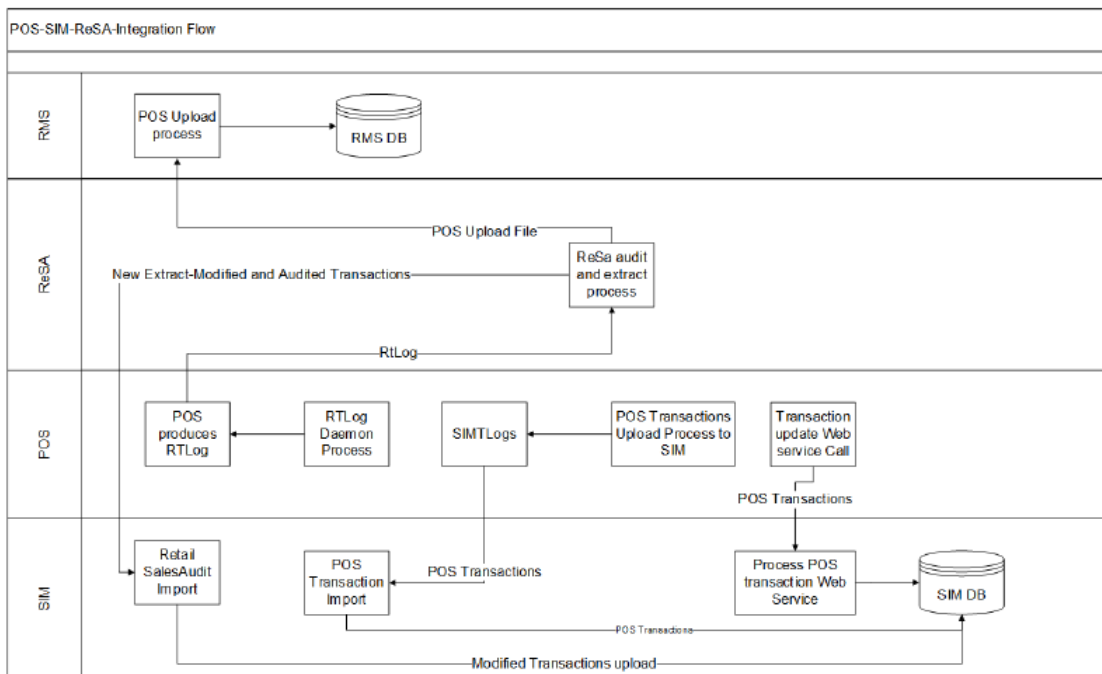 POS-SIM-ReSA-Integration Flow
RMS
POS Upload
process
RMS DB
ReSA
POS Upload File
ReSa audit
and extract
process
New Extract-Modified and Audited Transactions
RtLog
POS
POS
produces
RTLog
RTLog
Daemon
Process
SIMTLogs
POS Transactions
Upload Process to
SIM
Transaction
update Web
service Call
POS Transactions
SIM
Retail
SalesAudit
Import
POS
Transaction
Import
POS Transactions
Process POS
transaction Web
Service
SIM DB
POS Transactions
Modified Transactions upload